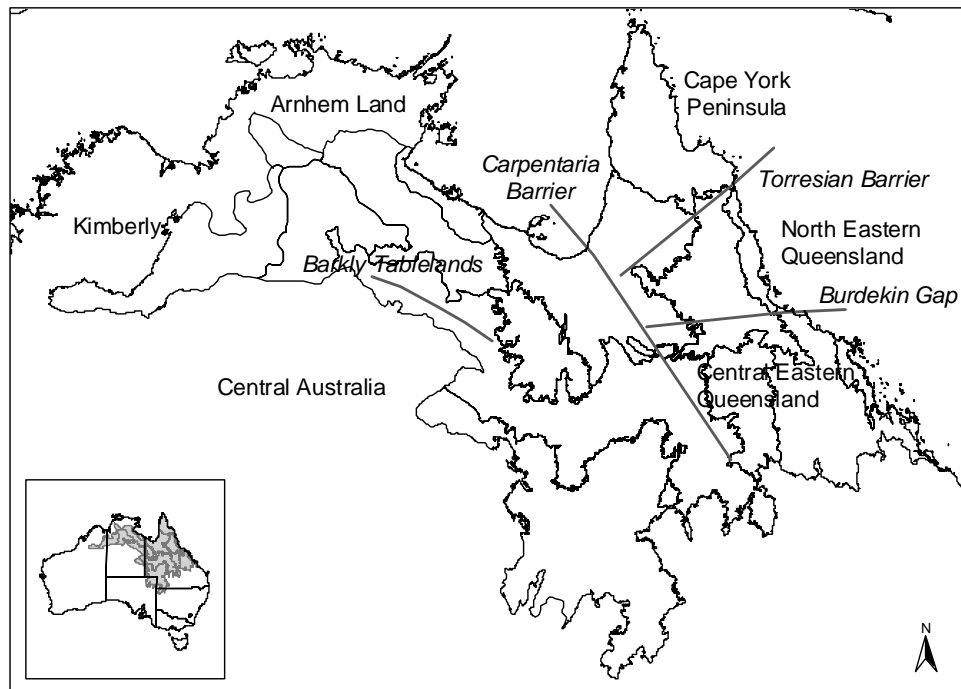 Cape York
Peninsula
Arnhem Land
Carpentaria
Barrier
Torresian Barrier
Kimberly
North Eastern
Queensland
Barkly Tablelands
Burdekin Gap
Central Australia
Central Eastern
Queensland
N